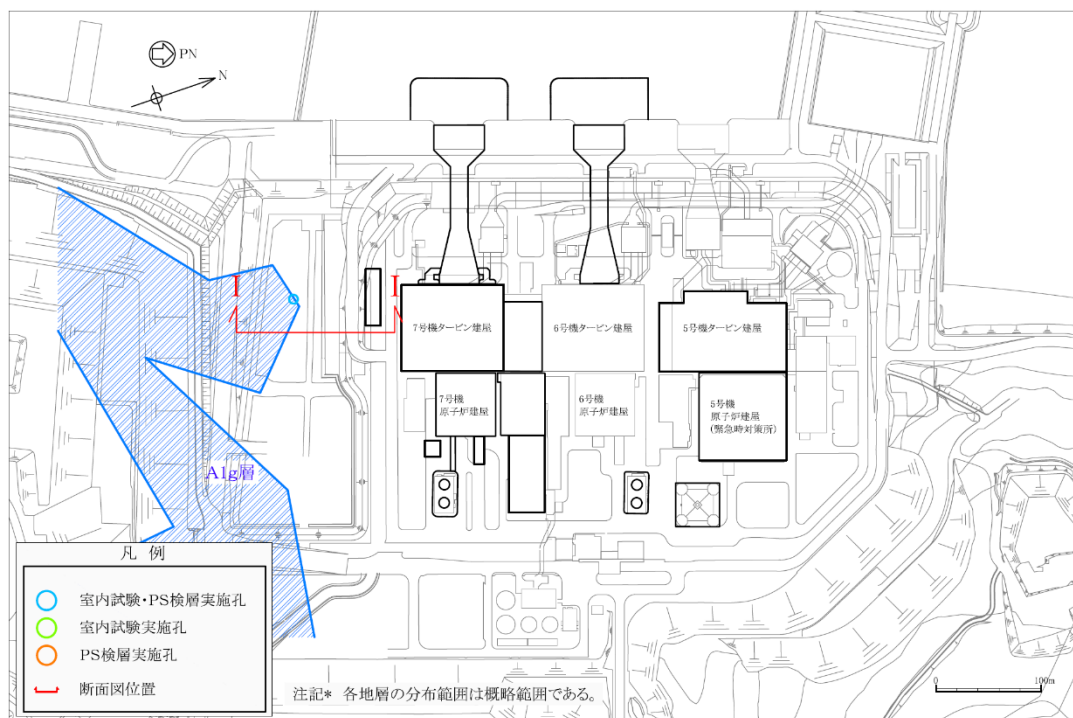 PN
N
I
I
7号機タービン建屋
6号機タービン建屋
5号機タービン建屋
7号機
原子炉建屋
6号機
原子炉建屋
5号機
原子炉建屋
(緊急時対策所)
A1g層
凡 例
室内試験・PS検層実施孔
室内試験実施孔
PS検層実施孔
断面図位置
注記* 各地層の分布範囲は概略範囲である。
0
100m